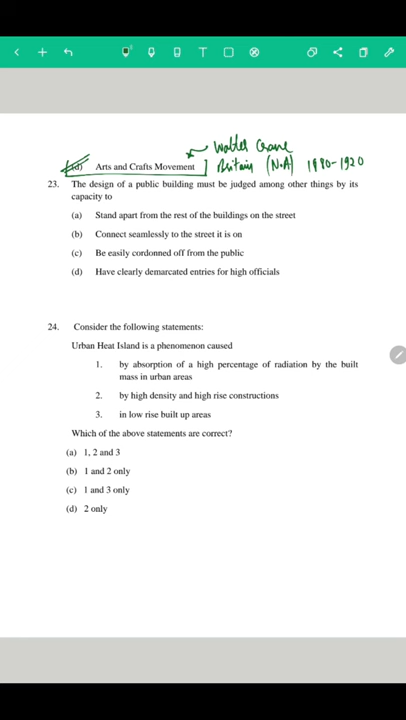 Walter Crane
(d) Arts and Crafts Movement ] Britain (N.A) 1880-1920
23. The design of a public building must be judged among other things by its
capacity to
(a) Stand apart from the rest of the buildings on the street
(b) Connect seamlessly to the street it is on
(c) Be easily cordonned off from the public
(d) Have clearly demarcated entries for high officials
24. Consider the following statements:
Urban Heat Island is a phenomenon caused
1. by absorption of a high percentage of radiation by the built
mass in urban areas
2. by high density and high rise constructions
3. in low rise built up areas
Which of the above statements are correct?
(a) 1, 2 and 3
(b) 1 and 2 only
(c) 1 and 3 only
(d) 2 only